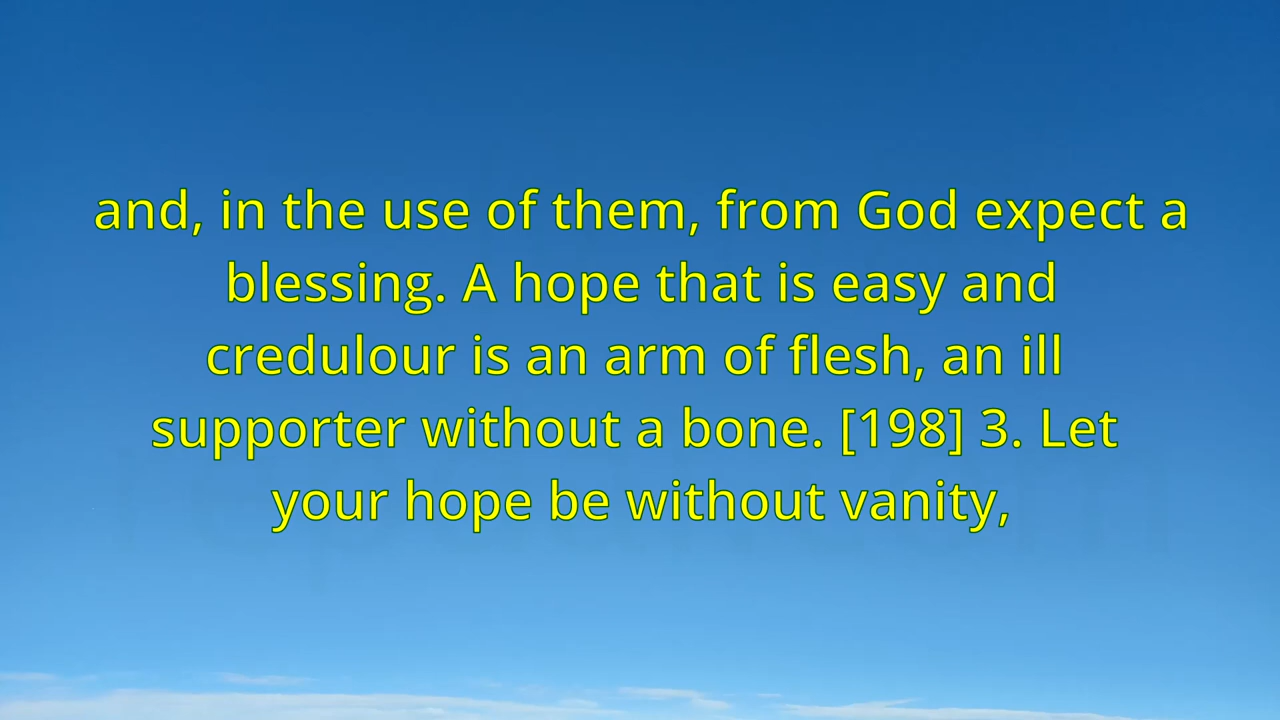 and, in the use of them, from God expect a
blessing. A hope that is easy and
credulour is an arm of flesh, an ill
supporter without a bone. [198] 3. Let
your hope be without vanity,